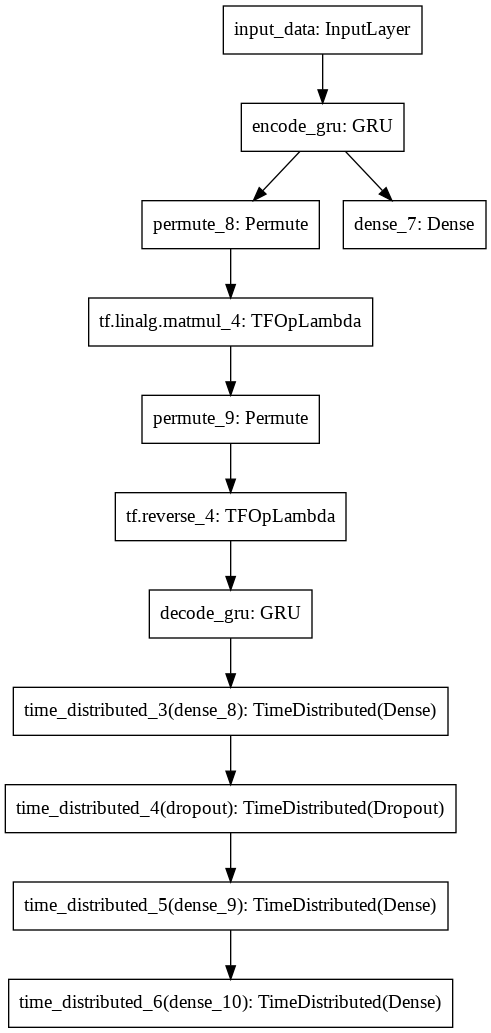 input_data: InputLayer
encode_gru: GRU
permute_8: Permute
dense_7: Dense
tf.linalg.matmul_4: TFOpLambda
permute_9: Permute
tf.reverse_4: TFOpLambda
decode_gru: GRU
time_distributed_3(dense_8): TimeDistributed(Dense)
time_distributed_4(dropout): TimeDistributed(Dropout)
time_distributed_5(dense_9): TimeDistributed(Dense)
time_distributed_6(dense_10): TimeDistributed(Dense)